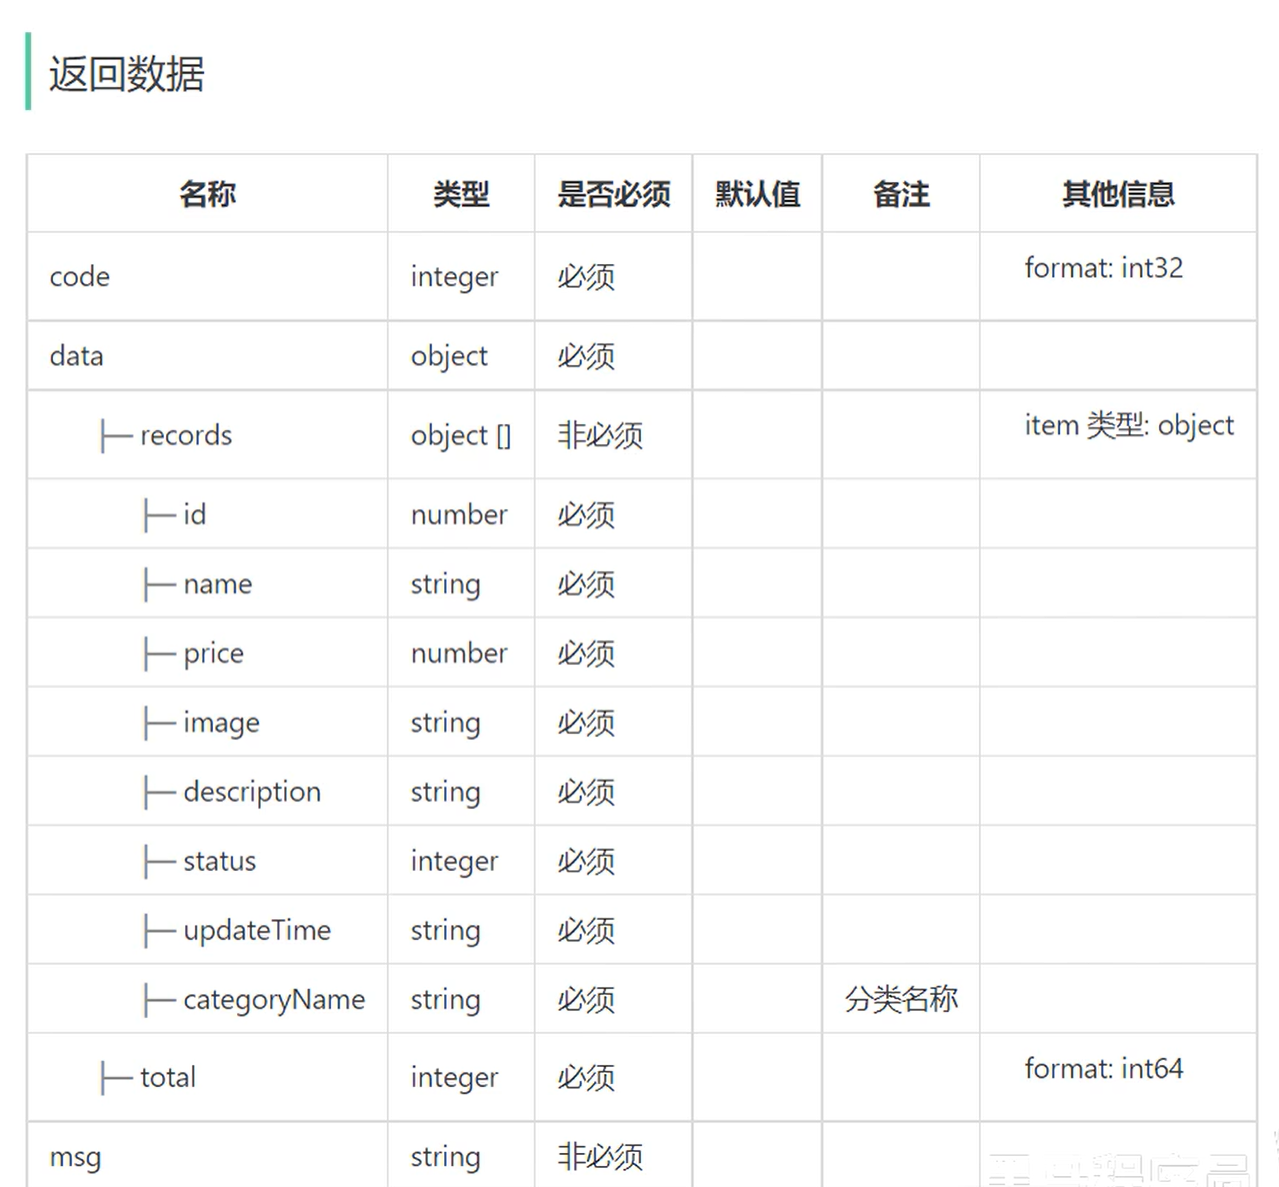 返回数据
名称 类型 是否必须 默认值 备注 其他信息
code integer 必须 format: int32
data object 必须
├─ records object [] 非必须 item 类型: object
├─ id number 必须
├─ name string 必须
├─ price number 必须
├─ image string 必须
├─ description string 必须
├─ status integer 必须
├─ updateTime string 必须
├─ categoryName string 必须 分类名称
├─ total integer 必须 format: int64
msg string 非必须